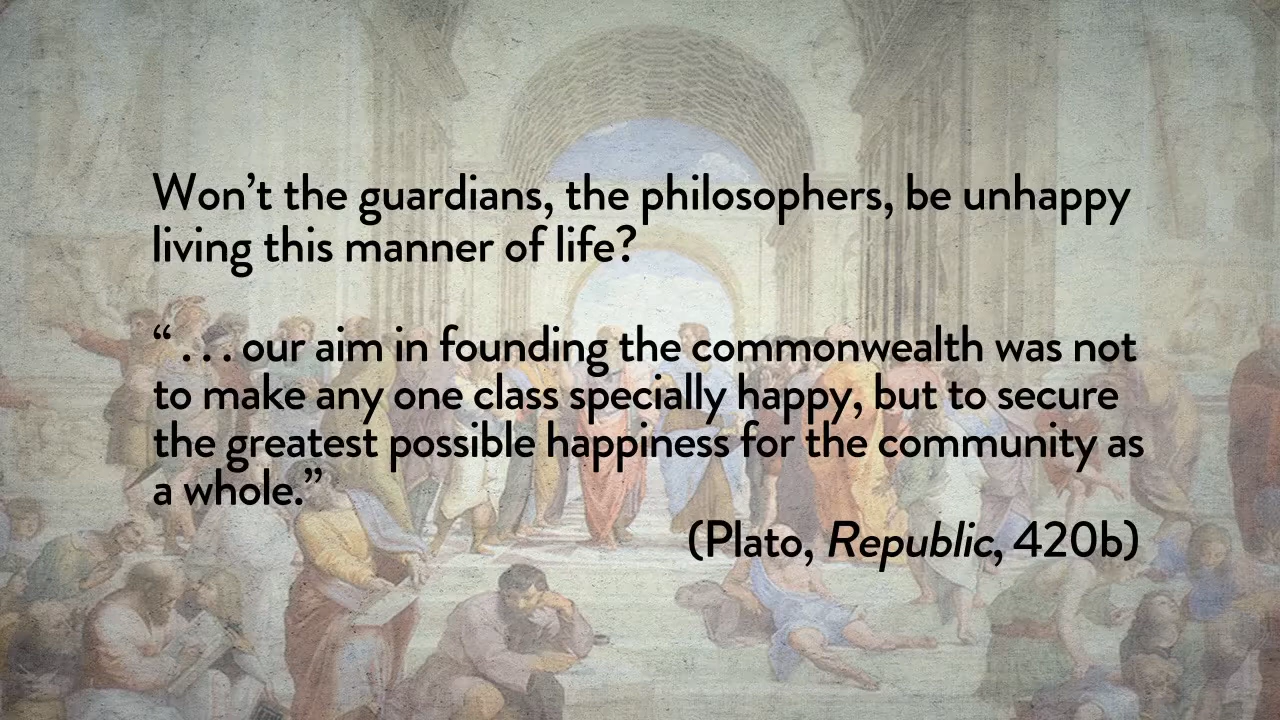 Won’t the guardians, the philosophers, be unhappy
living this manner of life?
“ . . . our aim in founding the commonwealth was not
to make any one class specially happy, but to secure
the greatest possible happiness for the community as
a whole.”
(Plato, Republic, 420b)